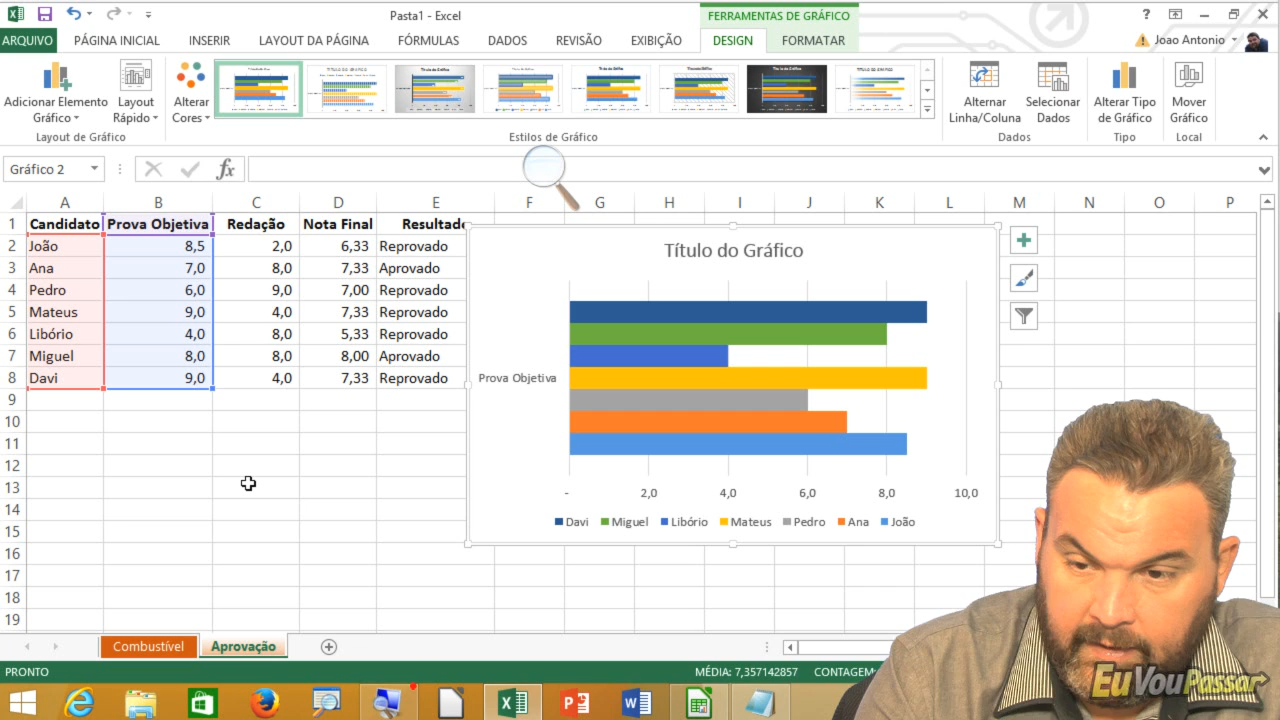 Pasta1 - Excel
FERRAMENTAS DE GRÁFICO
?
ARQUIVO PÁGINA INICIAL INSERIR LAYOUT DA PÁGINA FÓRMULAS DADOS REVISÃO EXIBIÇÃO DESIGN FORMATAR Joao Antonio
Adicionar Elemento Gráfico
Layout Rápido
Alterar Cores
Alternar Linha/Coluna
Selecionar Dados
Alterar Tipo de Gráfico
Mover Gráfico
Layout de Gráfico Estilos de Gráfico Dados Tipo Local
Gráfico 2 fx
A B C D E F G H I J K L M N O P
1 Candidato Prova Objetiva Redação Nota Final Resultado
2 João 8,5 2,0 6,33 Reprovado
3 Ana 7,0 8,0 7,33 Aprovado
4 Pedro 6,0 9,0 7,00 Reprovado
5 Mateus 9,0 4,0 7,33 Reprovado
6 Libório 4,0 8,0 5,33 Reprovado
7 Miguel 8,0 8,0 8,00 Aprovado
8 Davi 9,0 4,0 7,33 Reprovado
9
10
11
12
13
14
15
16
17
18
19
Título do Gráfico
Prova Objetiva
- 2,0 4,0 6,0 8,0 10,0
Davi Miguel Libório Mateus Pedro Ana João
Combustível Aprovação
PRONTO MÉDIA: 7,357142857 CONTAGEM:
EuVouPassar